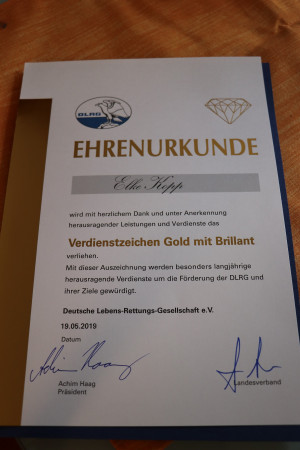 DLRG
EHRENURKUNDE
Elke Kopp
wird mit herzlichem Dank und unter Anerkennung
herausragender Leistungen und Verdienste das
Verdienstzeichen Gold mit Brillant
verliehen.
Mit dieser Auszeichnung werden besonders langjährige
herausragende Verdienste um die Förderung der DLRG und
ihrer Ziele gewürdigt.
Deutsche Lebens-Rettungs-Gesellschaft e.V.
19.05.2019
Datum
Achim Haag
Achim Haag
Präsident
Landesverband